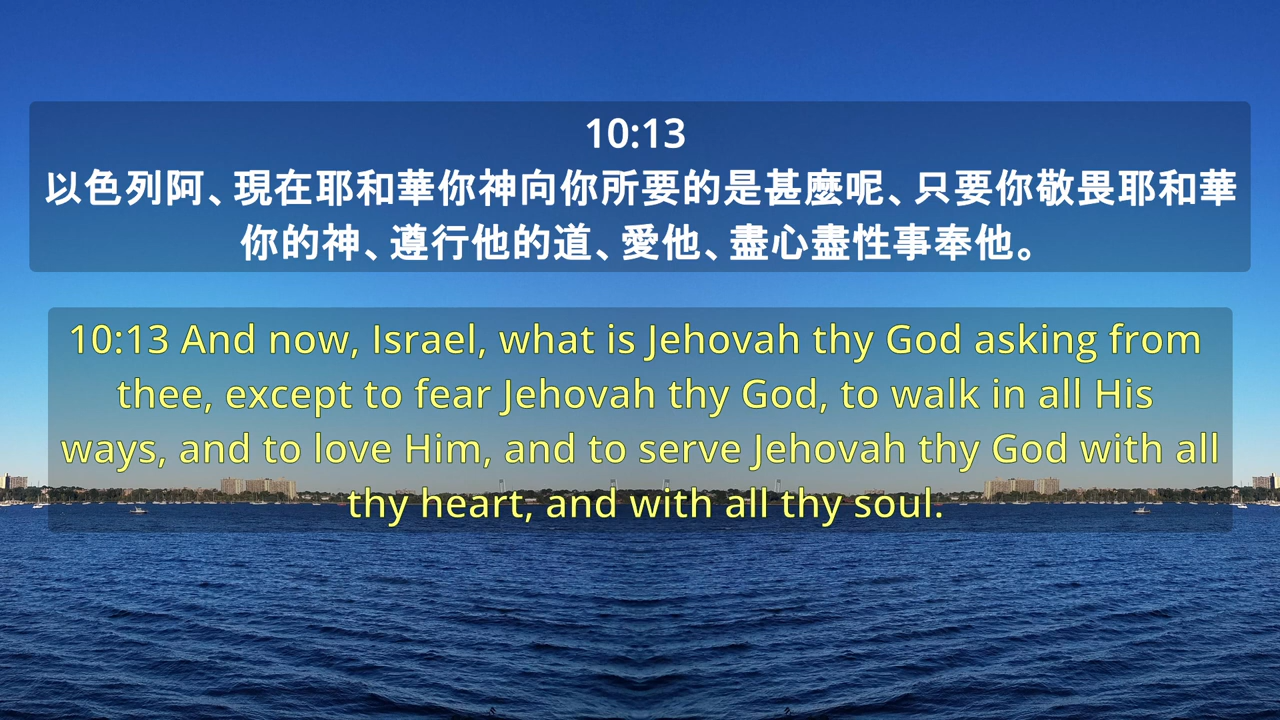 10:13
以色列阿、現在耶和華你神向你所要的是甚麼呢、只要你敬畏耶和華
你的神、遵行他的道、愛他、盡心盡性事奉他。
10:13 And now, Israel, what is Jehovah thy God asking from
thee, except to fear Jehovah thy God, to walk in all His
ways, and to love Him, and to serve Jehovah thy God with all
thy heart, and with all thy soul.